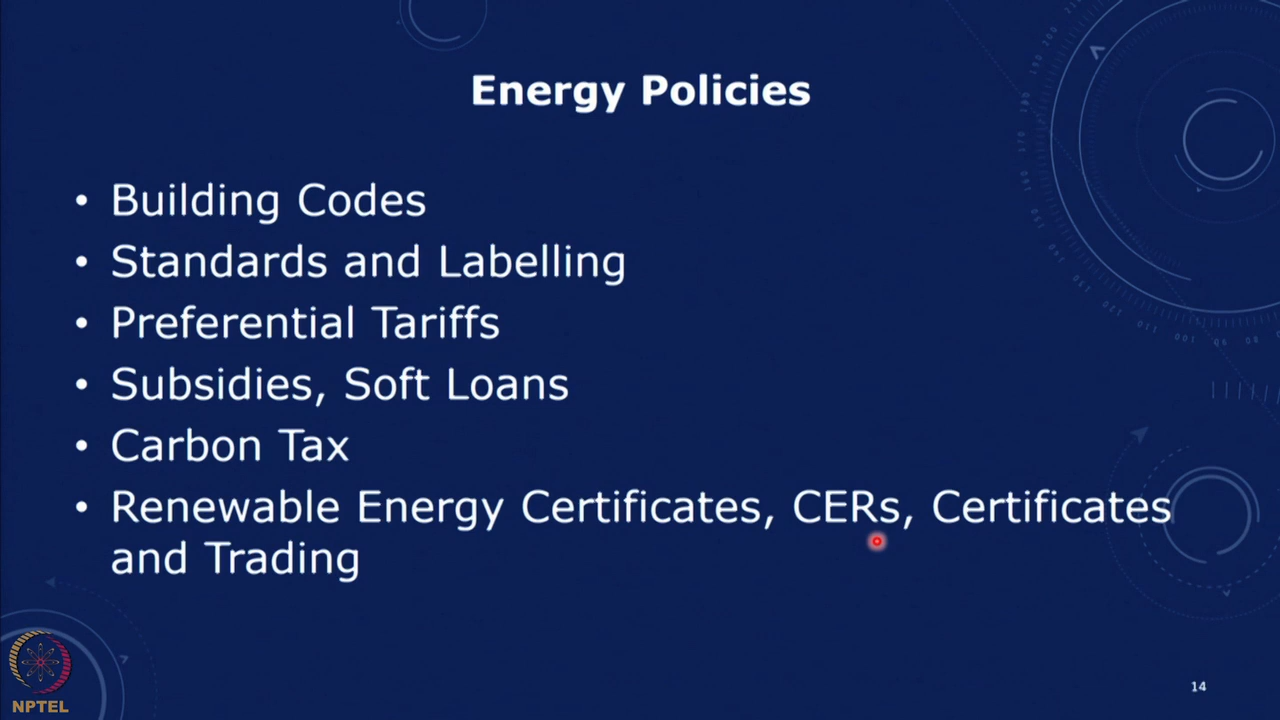 Energy Policies
• Building Codes
• Standards and Labelling
• Preferential Tariffs
• Subsidies, Soft Loans
• Carbon Tax
• Renewable Energy Certificates, CERs, Certificates
and Trading
NPTEL
14